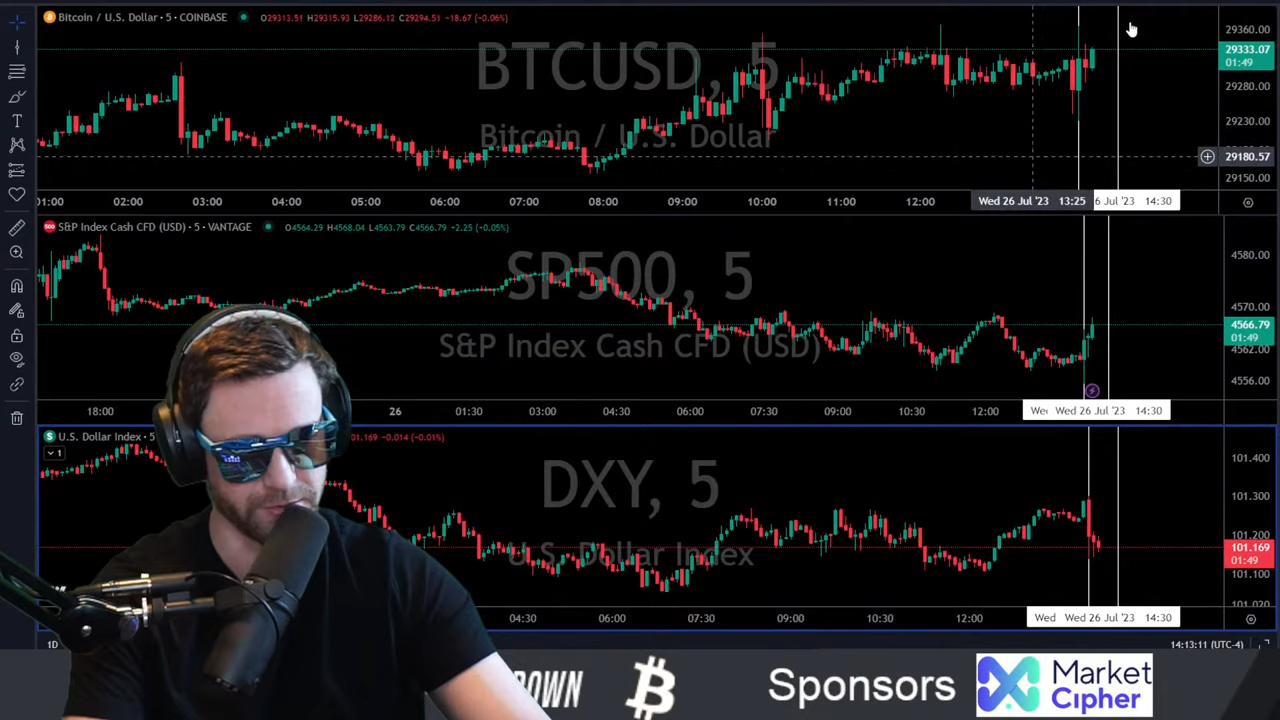 Bitcoin / U.S. Dollar · 5 · COINBASE O29313.51 H29315.93 L29286.12 C29294.51 −18.67 (−0.06%)
BTCUSD, 5
Bitcoin / U.S. Dollar
29360.00
29333.07
01:49
29280.00
29230.00
29180.57
29150.00
01:00 02:00 03:00 04:00 05:00 06:00 07:00 08:00 09:00 10:00 11:00 12:00 Wed 26 Jul '23 13:25 6 Jul '23 14:30
S&P Index Cash CFD (USD) · 5 · VANTAGE O4564.29 H4568.04 L4563.79 C4566.79 +2.25 (+0.05%)
SP500, 5
S&P Index Cash CFD (USD)
4580.00
4570.00
4566.79
01:49
4562.00
4556.00
18:00 26 01:30 03:00 04:30 06:00 07:30 09:00 10:30 12:00 Wed 26 Jul '23 14:30
U.S. Dollar Index · 5 101.169 −0.014 (−0.01%)
1
DXY, 5
U.S. Dollar Index
101.400
101.300
101.200
101.169
01:49
101.100
101.020
04:30 06:00 07:30 09:00 10:30 12:00 Wed 26 Jul '23 14:30
1D 14:13:11 (UTC-4)
OWN
Sponsors
Market
Cipher